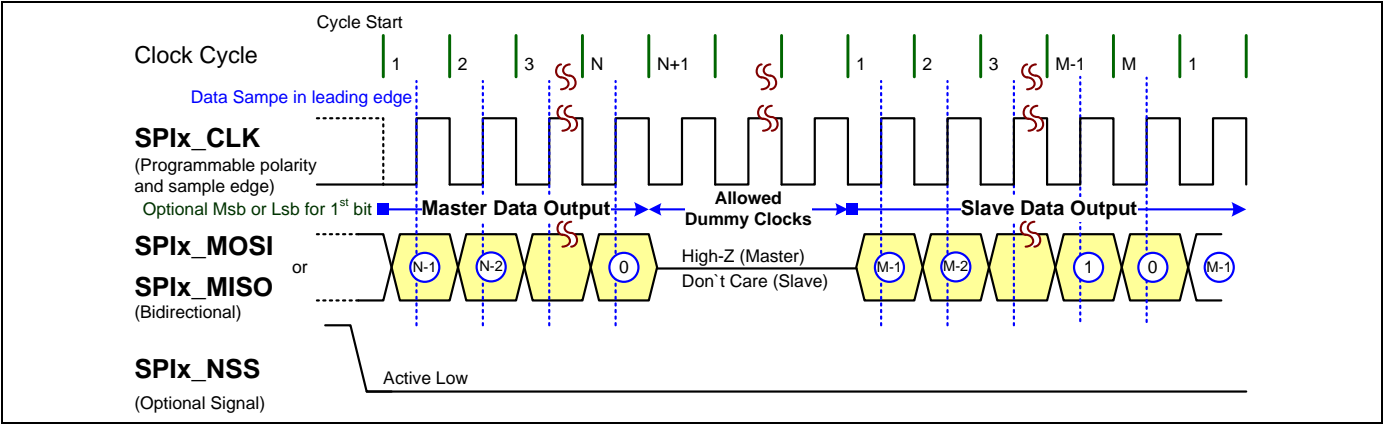 Cycle Start
Clock Cycle
1 2 3 N N+1 1 2 3 M-1 M 1
Data Sampe in leading edge
SPIx_CLK
(Programmable polarity
and sample edge)
Optional Msb or Lsb for 1st bit
Master Data Output
Allowed
Dummy Clocks
Slave Data Output
SPIx_MOSI
or
SPIx_MISO
(Bidirectional)
N-1 N-2 0
High-Z (Master)
Don`t Care (Slave)
M-1 M-2 1 0 M-1
SPIx_NSS
(Optional Signal)
Active Low